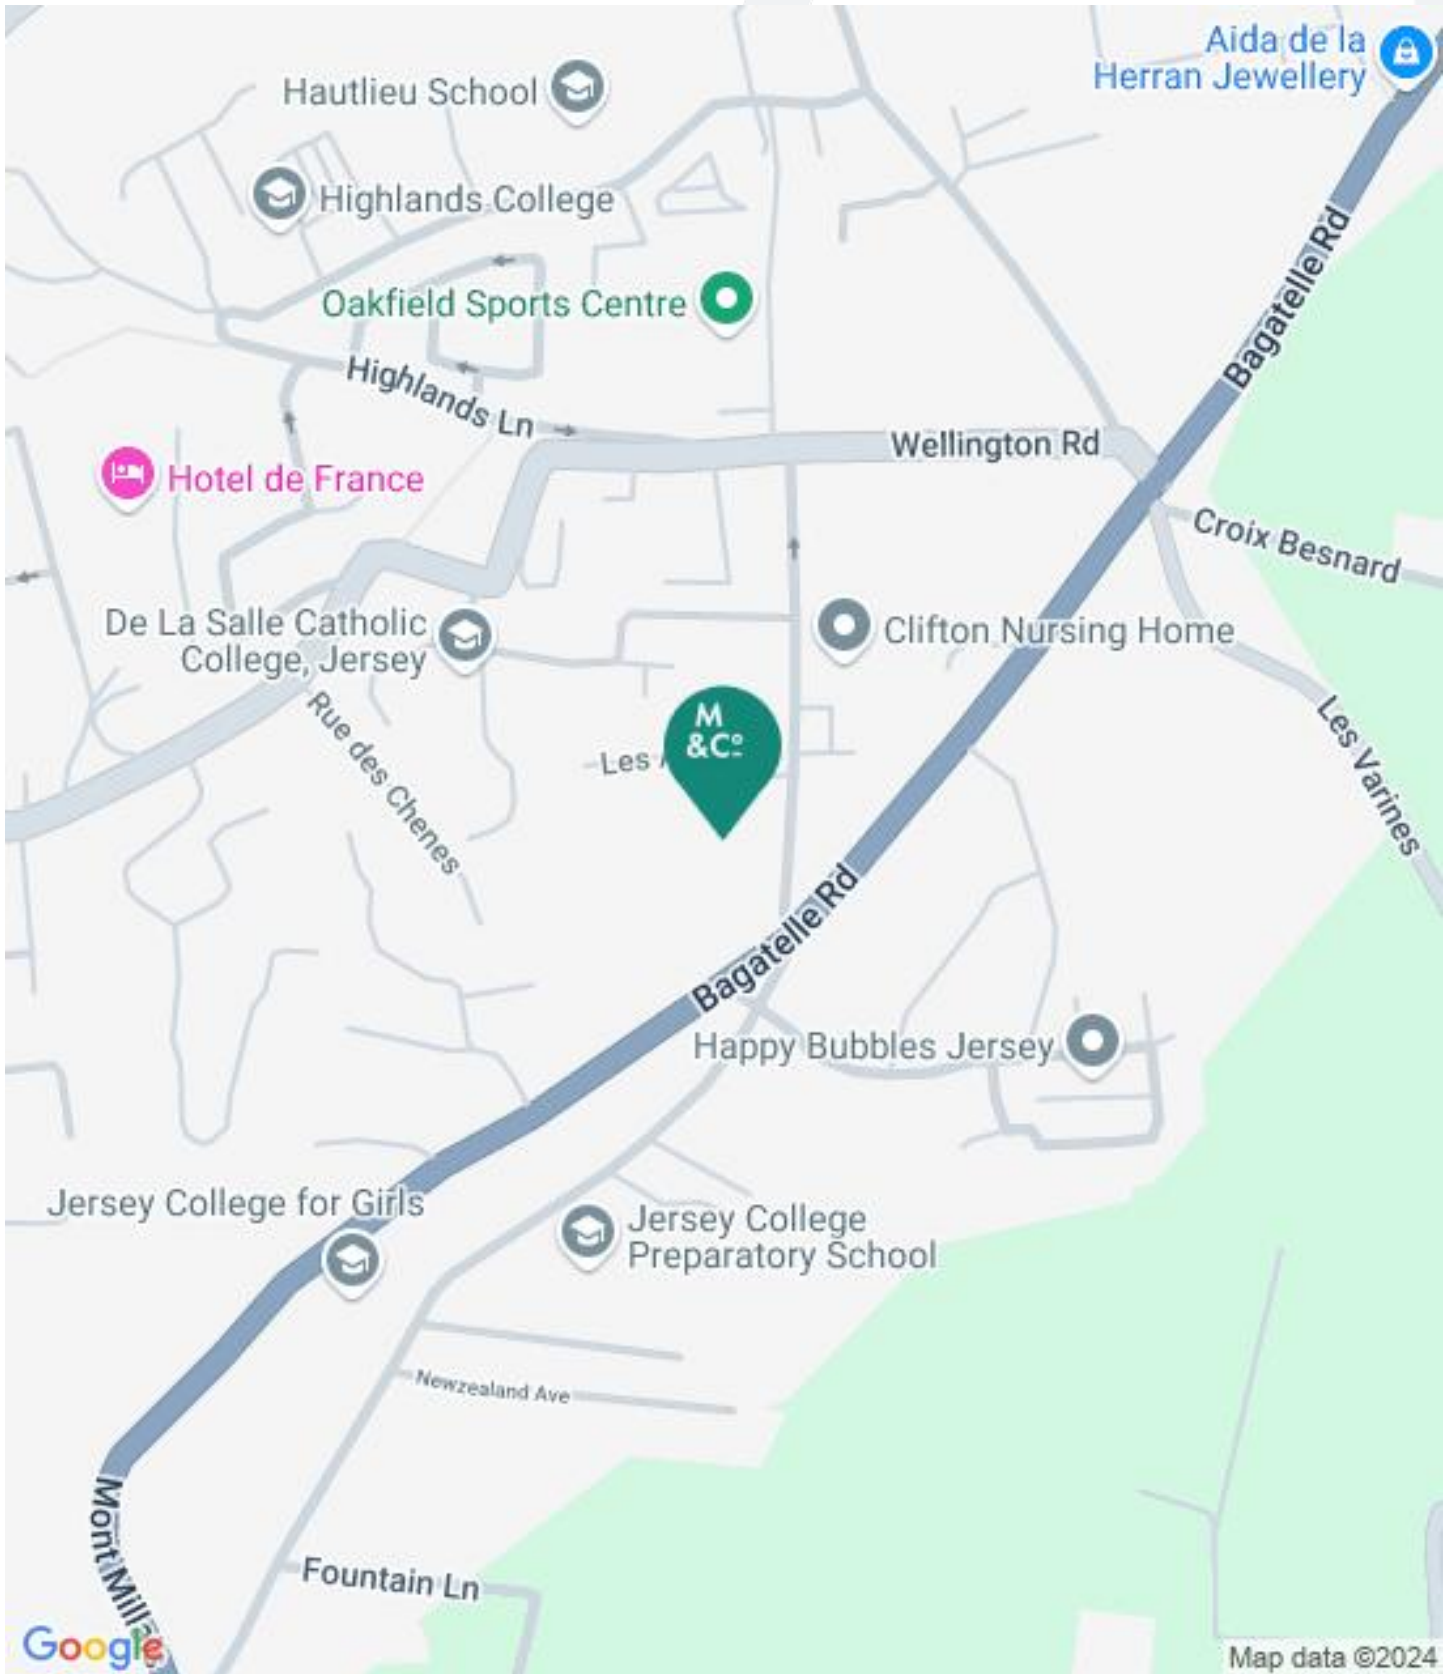 Aida de la
Herran Jewellery
Hautlieu School
Highlands College
Bagatelle Rd
Oakfield Sports Centre
Highlands Ln
Wellington Rd
Hotel de France
Croix Besnard
De La Salle Catholic
College, Jersey
Clifton Nursing Home
Rue des Chenes
M
&Cº
Les
Les Varines
Bagatelle Rd
Happy Bubbles Jersey
Jersey College for Girls
Jersey College
Preparatory School
Newzealand Ave
Mont
Fountain Ln
Google
Map data ©2024